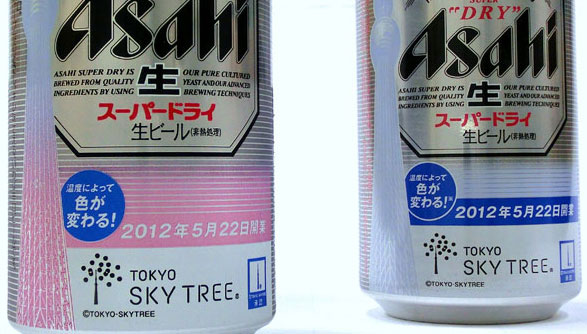 Asahi
ASAHI SUPER DRY IS
BREWED FROM QUALITY
INGREDIENTS BY USING
生
OUR PURE CULTURED
YEAST AND OUR ADVANCED
BREWING TECHNIQUES
スーパードライ
生ビール(非熱処理)
温度によって
色が
変わる!
2012年5月22日開業
TOKYO
SKY TREE®
©TOKYO-SKYTREE
SUPER
"DRY"
Asahi
ASAHI SUPER DRY IS
BREWED FROM QUALITY
INGREDIENTS BY USING
生
OUR PURE CULTURED
YEAST AND OUR ADVANCED
BREWING TECHNIQUES
スーパードライ
生ビール(非熱処理)
温度によって
色が
変わる!
2012年5月22日開業
TOKYO
SKY TREE®
©TOKYO-SKYTREE